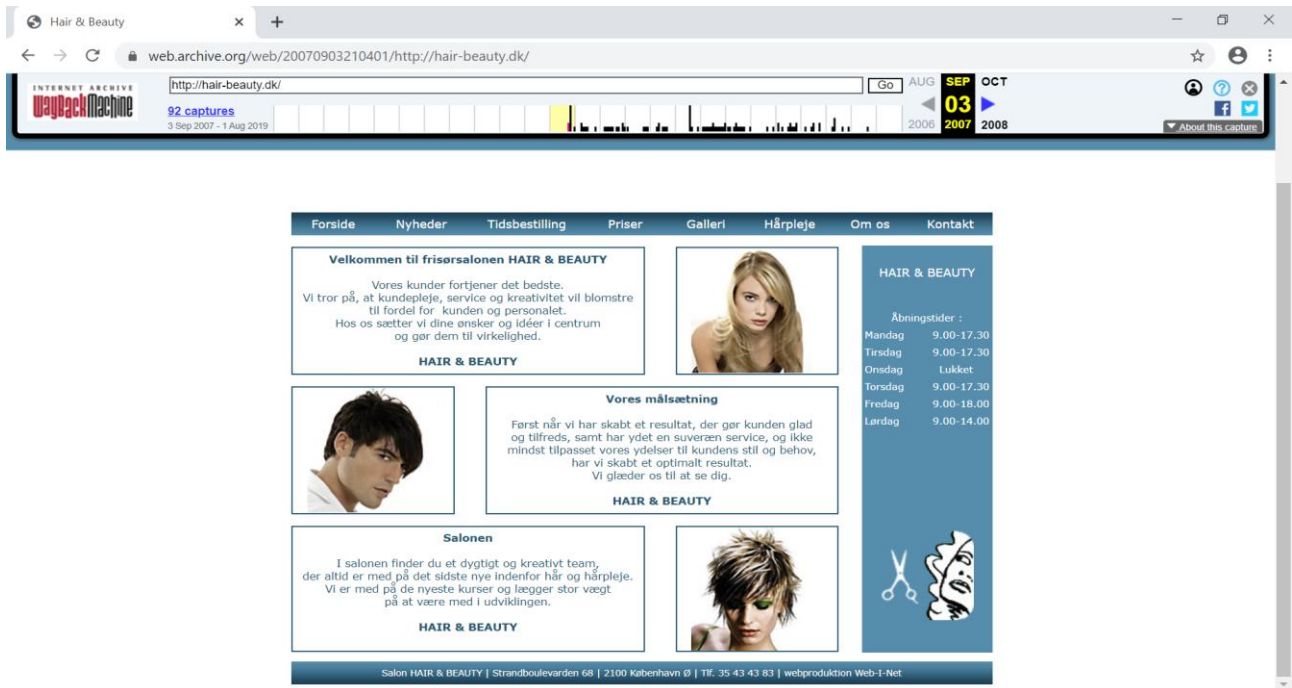 Hair & Beauty
web.archive.org/web/20070903210401/http://hair-beauty.dk/
INTERNET ARCHIVE
WayBackMachine
http://hair-beauty.dk/
Go
AUG SEP OCT
92 captures
03
3 Sep 2007 - 1 Aug 2019
2006 2007 2008
About this capture
Forside Nyheder Tidsbestilling Priser Galleri Hårpleje Om os Kontakt
Velkommen til frisørsalonen HAIR & BEAUTY
Vores kunder fortjener det bedste.
Vi tror på, at kundepleje, service og kreativitet vil blomstre
til fordel for kunden og personalet.
Hos os sætter vi dine ønsker og idéer i centrum
og gør dem til virkelighed.
HAIR & BEAUTY
Vores målsætning
Først når vi har skabt et resultat, der gør kunden glad
og tilfreds, samt har ydet en suveræn service, og ikke
mindst tilpasset vores ydelser til kundens stil og behov,
har vi skabt et optimalt resultat.
Vi glæder os til at se dig.
HAIR & BEAUTY
Salonen
I salonen finder du et dygtigt og kreativt team,
der altid er med på det sidste nye indenfor hår og hårpleje.
Vi er med på de nyeste kurser og lægger stor vægt
på at være med i udviklingen.
HAIR & BEAUTY
HAIR & BEAUTY
Åbningstider :
Mandag 9.00-17.30
Tirsdag 9.00-17.30
Onsdag Lukket
Torsdag 9.00-17.30
Fredag 9.00-18.00
Lørdag 9.00-14.00
Salon HAIR & BEAUTY | Strandboulevarden 68 | 2100 København Ø | Tlf. 35 43 43 83 | webproduktion Web-I-Net